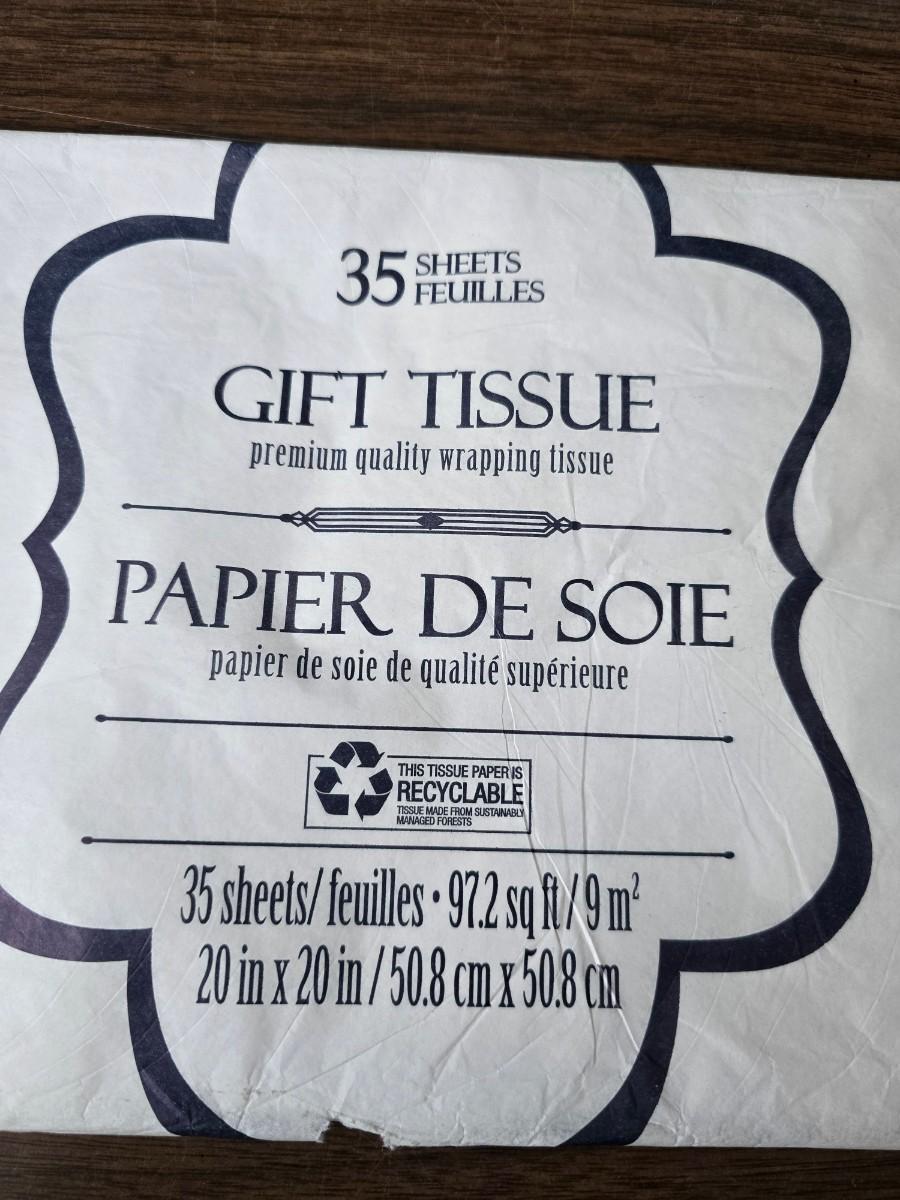 35 SHEETS
FEUILLES
GIFT TISSUE
premium quality wrapping tissue
PAPIER DE SOIE
papier de soie de qualité supérieure
THIS TISSUE PAPER IS
RECYCLABLE
TISSUE MADE FROM SUSTAINABLY
MANAGED FORESTS
35 sheets/ feuilles • 97.2 sq ft / 9 m²
20 in x 20 in / 50.8 cm x 50.8 cm